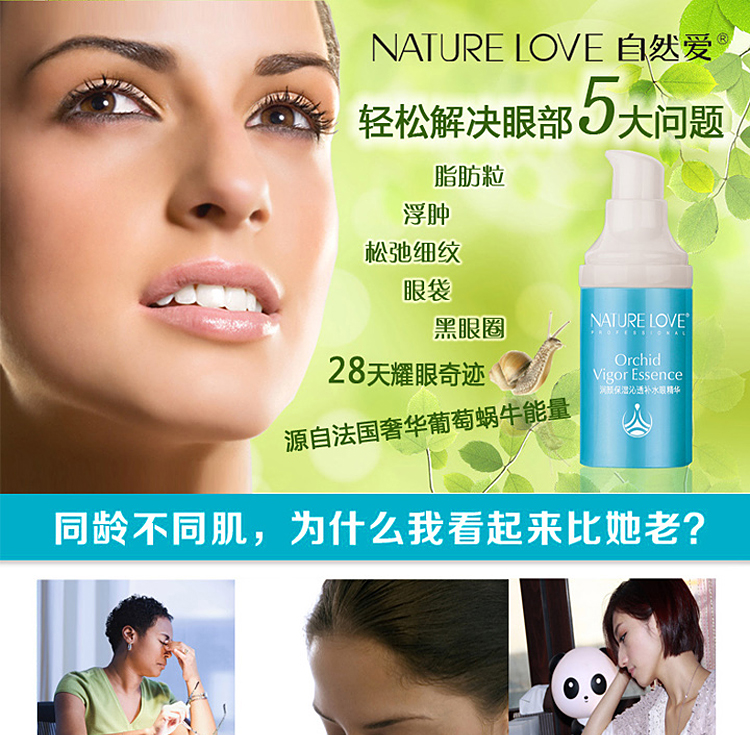 NATURE LOVE 自然爱®
轻松解决眼部5大问题
脂肪粒
浮肿
松弛细纹
眼袋
黑眼圈
28天耀眼奇迹
源自法国奢华葡萄蜗牛能量
NATURE LOVE®
PROFESSIONAL
Orchid
Vigor Essence
润颜保湿沁透补水眼精华
同龄不同肌，为什么我看起来比她老？